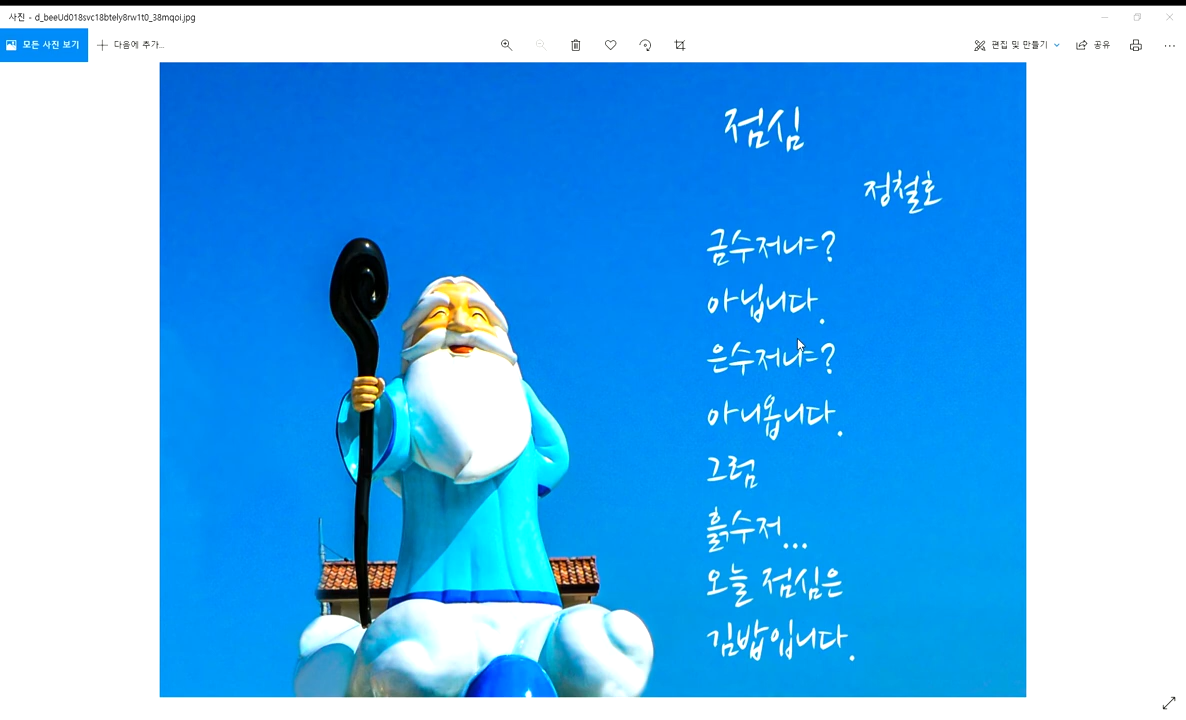 사진 - d_beeUd018svc18btely8rw1t0_38mqoi.jpg
모든 사진 보기
다음에 추가...
편집 및 만들기
공유
점심
정철호
금수저냐?
아닙니다.
은수저냐?
아니옵니다.
그럼
흙수저...
오늘 점심은
김밥입니다.